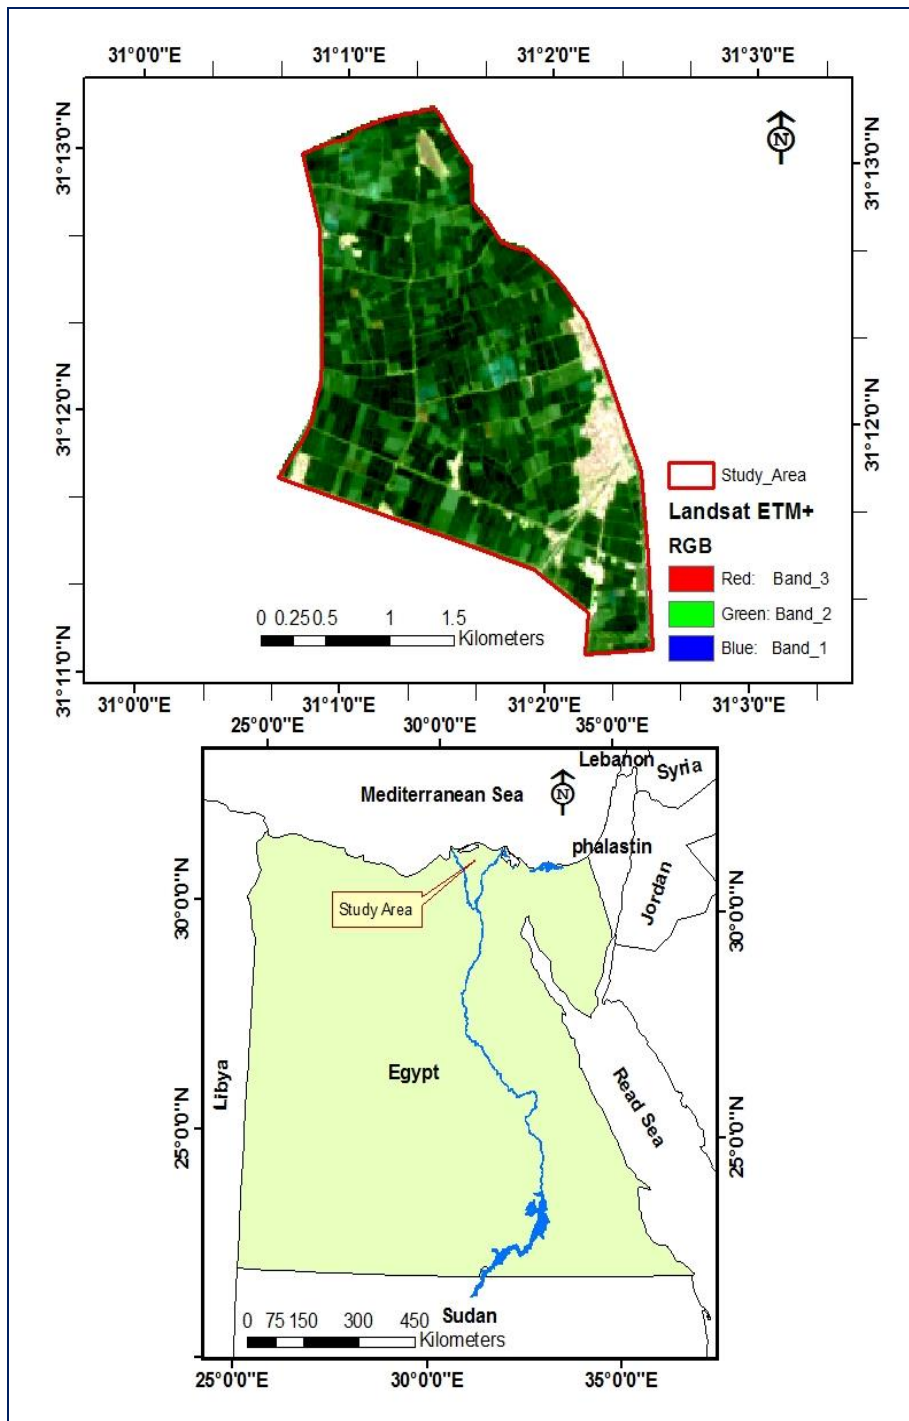 31°0'0"E 31°1'0"E 31°2'0"E 31°3'0"E
31°13'0"N
31°13'0"N
N
31°12'0"N
31°12'0"N
Study_Area
Landsat ETM+
RGB
Red: Band_3
Green: Band_2
Blue: Band_1
0 0.25 0.5 1 1.5
Kilometers
31°11'0"N
31°11'0"N
31°0'0"E 31°1'0"E 31°2'0"E 31°3'0"E
25°0'0"E 30°0'0"E 35°0'0"E
Lebanon
Syria
Mediterranean Sea
N
phalastin
Jordan
30°0'0"N
30°0'0"N
Study Area
Libya
Egypt
Read Sea
25°0'0"N
25°0'0"N
0 75 150 300 450
Kilometers
Sudan
25°0'0"E 30°0'0"E 35°0'0"E